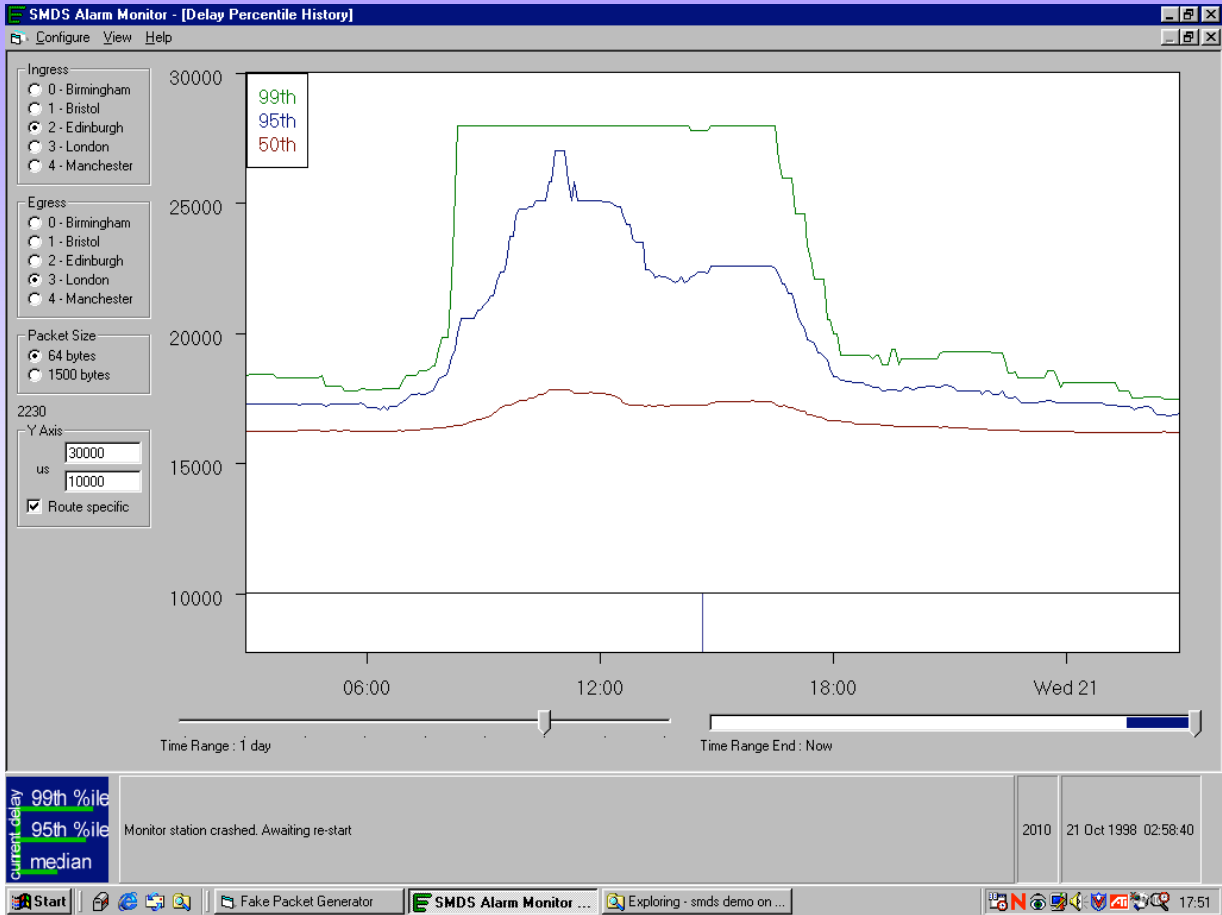 SMDS Alarm Monitor - [Delay Percentile History]
Configure View Help
Ingress
0 - Birmingham
1 - Bristol
2 - Edinburgh
3 - London
4 - Manchester
Egress
0 - Birmingham
1 - Bristol
2 - Edinburgh
3 - London
4 - Manchester
Packet Size
64 bytes
1500 bytes
2230
Y Axis
30000
us
10000
Route specific
30000
25000
20000
15000
10000
99th
95th
50th
06:00
12:00
18:00
Wed 21
Time Range : 1 day
Time Range End : Now
current delay
99th %ile
95th %ile
median
Monitor station crashed. Awaiting re-start
2010
21 Oct 1998 02:58:40
Start
Fake Packet Generator
SMDS Alarm Monitor ...
Exploring - smds demo on ...
N
ATI
17:51